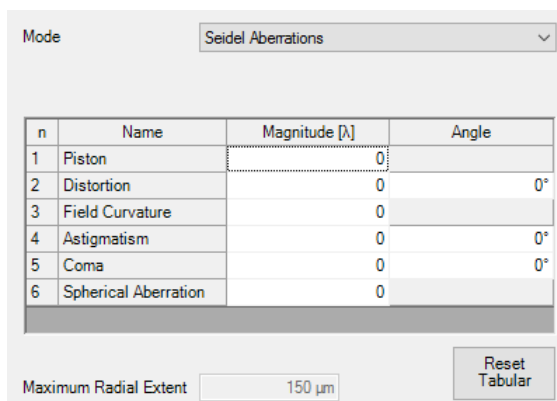 Mode Seidel Aberrations
n Name Magnitude [λ] Angle
1 Piston 0
2 Distortion 0 0°
3 Field Curvature 0
4 Astigmatism 0 0°
5 Coma 0 0°
6 Spherical Aberration 0
Reset
Maximum Radial Extent 150 µm Tabular